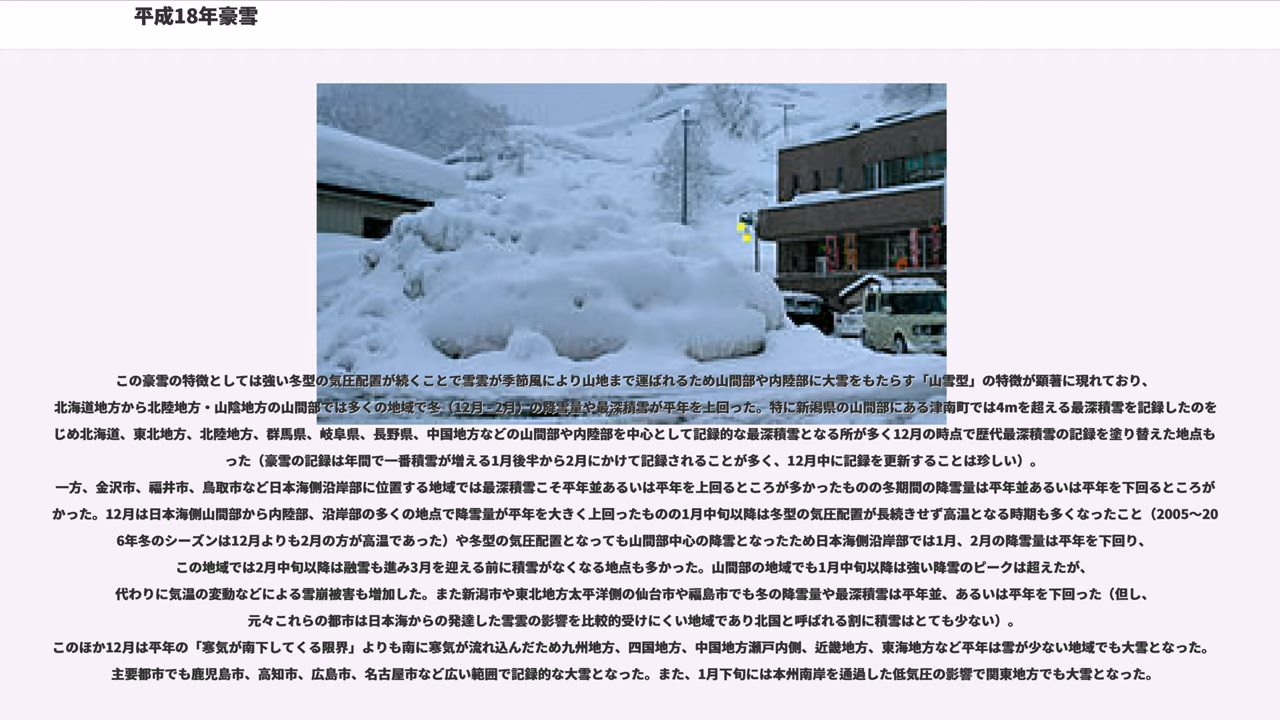 平成18年豪雪
この豪雪の特徴としては強い冬型の気圧配置が続くことで雪雲が季節風により山地まで運ばれるため山間部や内陸部に大雪をもたらす「山雪型」の特徴が顕著に現れており、
北海道地方から北陸地方・山陰地方の山間部では多くの地域で冬（12月 - 2月）の降雪量や最深積雪が平年を上回った。特に新潟県の山間部にある津南町では4mを超える最深積雪を記録したのを
じめ北海道、東北地方、北陸地方、群馬県、岐阜県、長野県、中国地方などの山間部や内陸部を中心として記録的な最深積雪となる所が多く12月の時点で歴代最深積雪の記録を塗り替えた地点も
った（豪雪の記録は年間で一番積雪が増える1月後半から2月にかけて記録されることが多く、12月中に記録を更新することは珍しい）。
一方、金沢市、福井市、鳥取市など日本海側沿岸部に位置する地域では最深積雪こそ平年並あるいは平年を上回るところが多かったものの冬期間の降雪量は平年並あるいは平年を下回るところが
かった。12月は日本海側山間部から内陸部、沿岸部の多くの地点で降雪量が平年を大きく上回ったものの1月中旬以降は冬型の気圧配置が長続きせず高温となる時期も多くなったこと（2005〜20
6年冬のシーズンは12月よりも2月の方が高温であった）や冬型の気圧配置となっても山間部中心の降雪となったため日本海側沿岸部では1月、2月の降雪量は平年を下回り、
この地域では2月中旬以降は融雪も進み3月を迎える前に積雪がなくなる地点も多かった。山間部の地域でも1月中旬以降は強い降雪のピークは超えたが、
代わりに気温の変動などによる雪崩被害も増加した。また新潟市や東北地方太平洋側の仙台市や福島市でも冬の降雪量や最深積雪は平年並、あるいは平年を下回った（但し、
元々これらの都市は日本海からの発達した雪雲の影響を比較的受けにくい地域であり北国と呼ばれる割に積雪はとても少ない）。
このほか12月は平年の「寒気が南下してくる限界」よりも南に寒気が流れ込んだため九州地方、四国地方、中国地方瀬戸内側、近畿地方、東海地方など平年は雪が少ない地域でも大雪となった。
主要都市でも鹿児島市、高知市、広島市、名古屋市など広い範囲で記録的な大雪となった。また、1月下旬には本州南岸を通過した低気圧の影響で関東地方でも大雪となった。